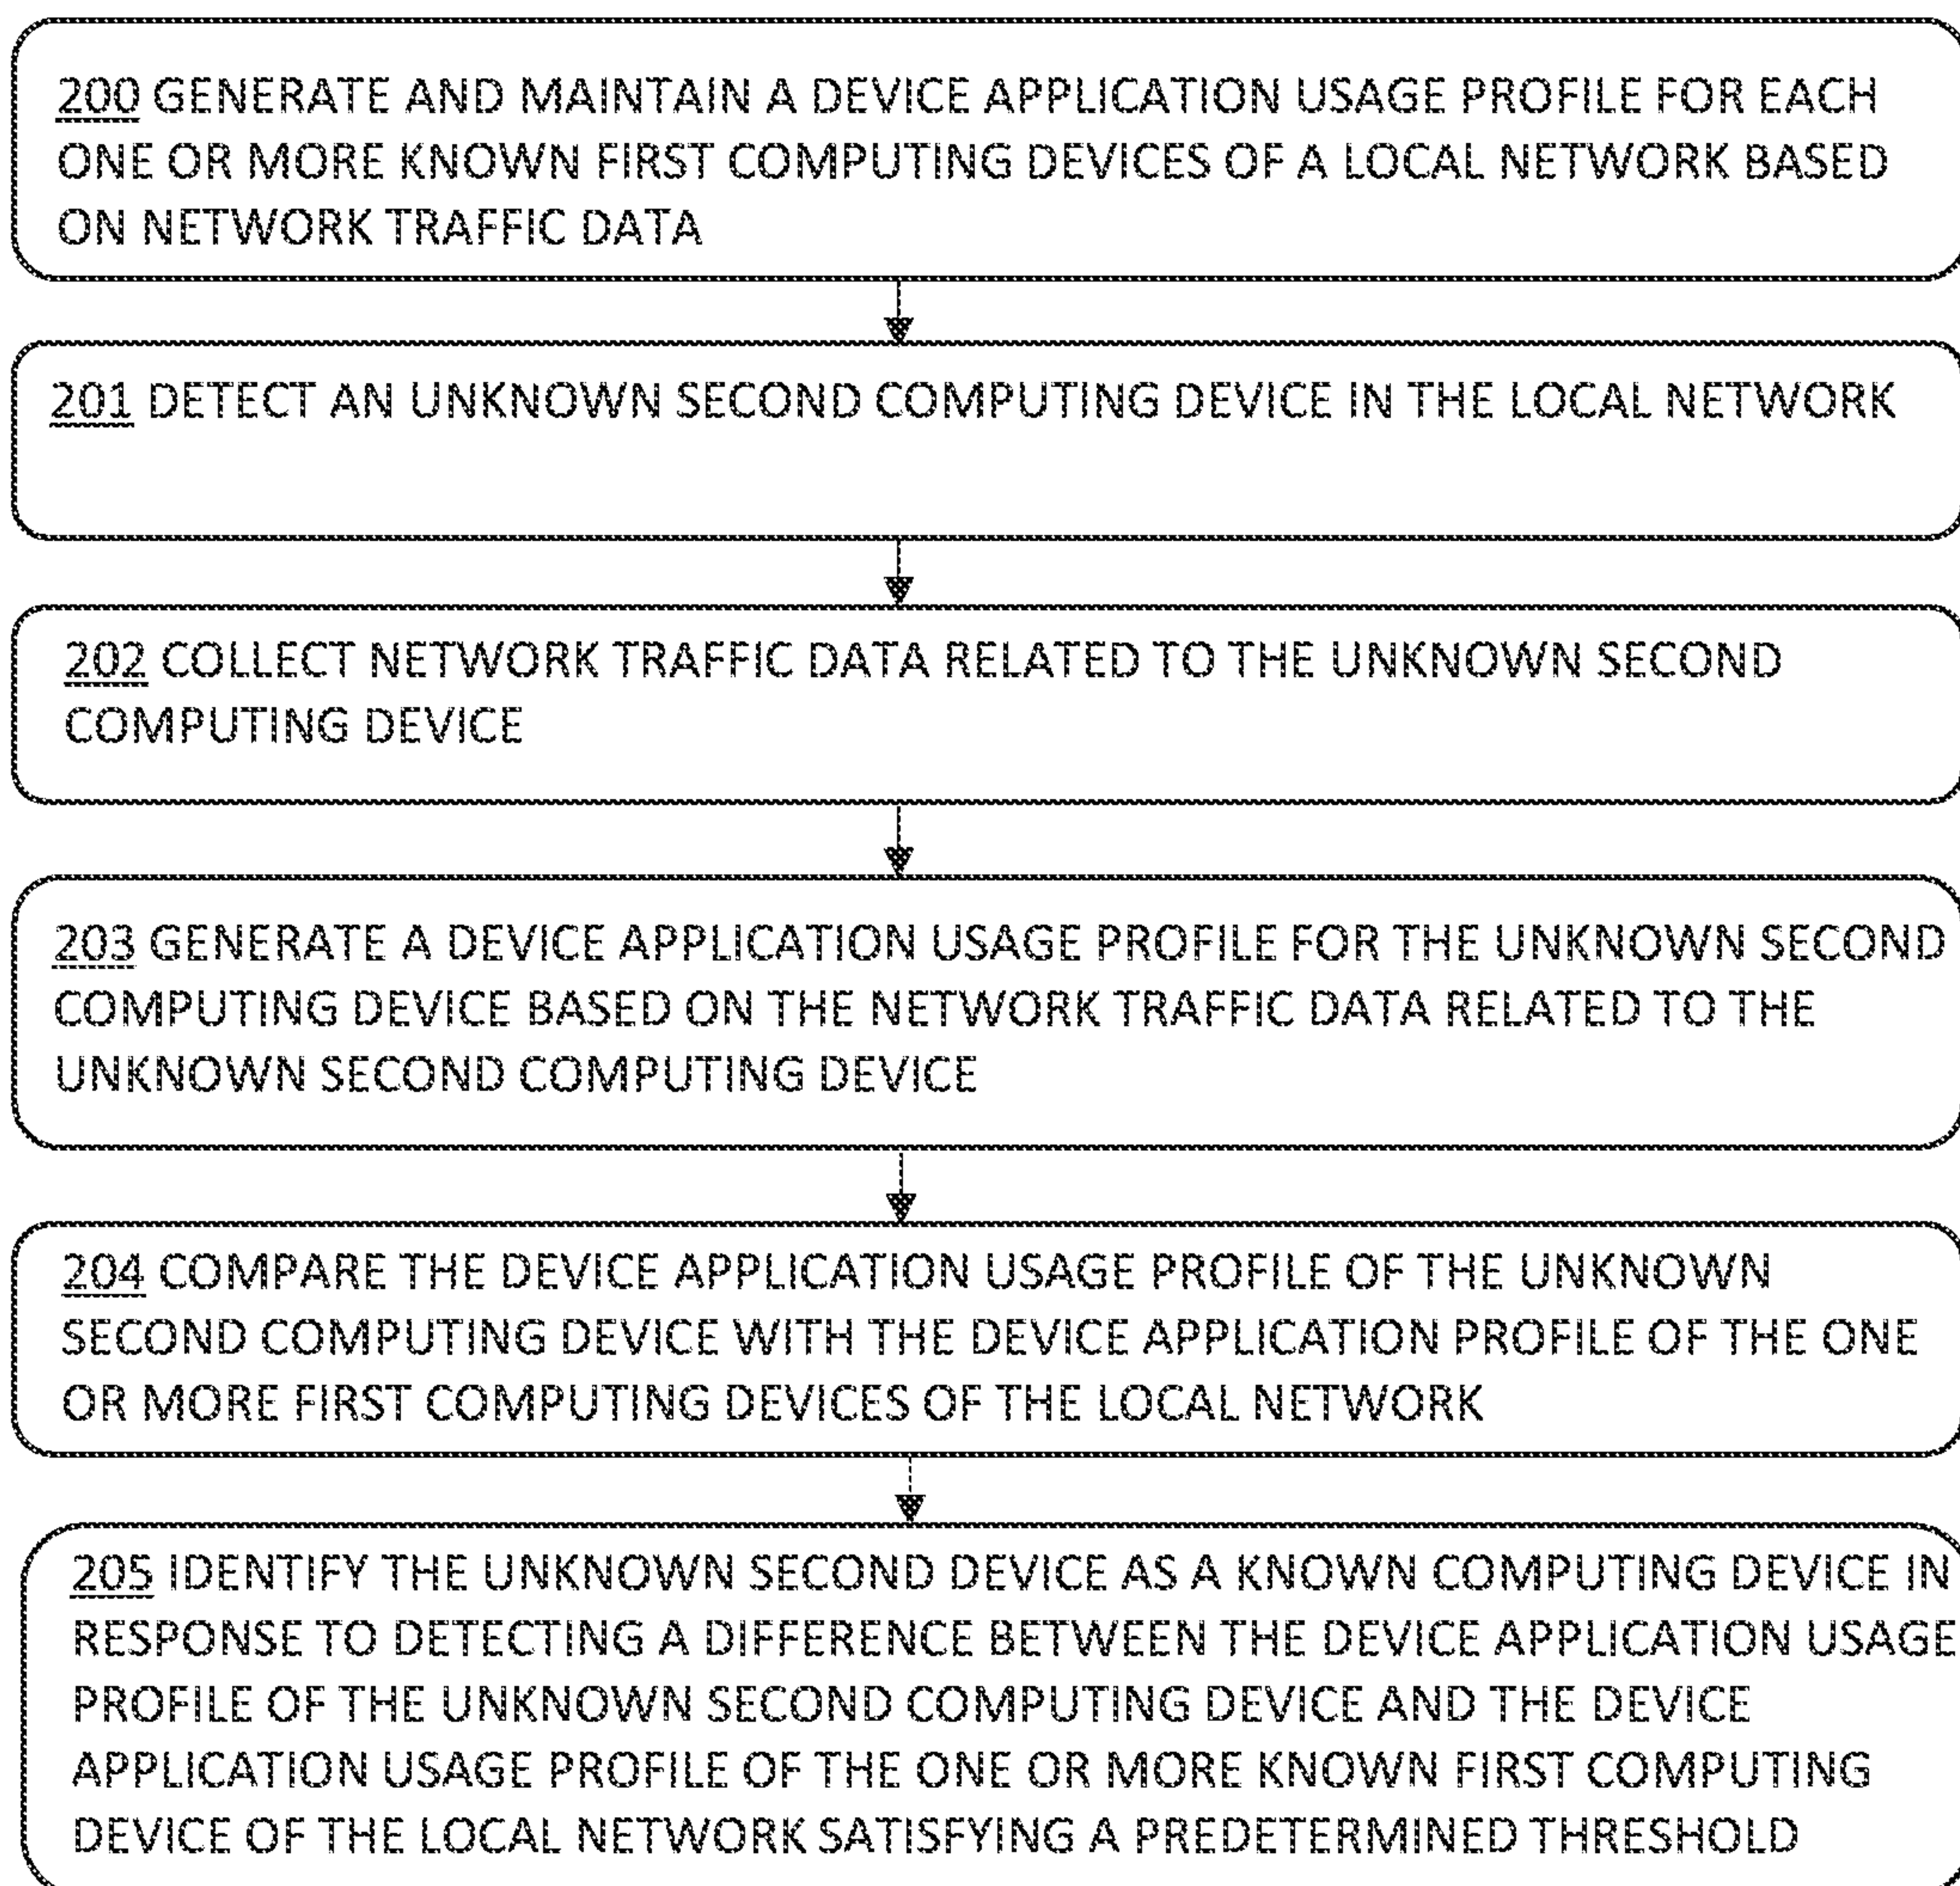 200 GENERATE AND MAINTAIN A DEVICE APPLICATION USAGE PROFILE FOR EACH
ONE OR MORE KNOWN FIRST COMPUTING DEVICES OF A LOCAL NETWORK BASED
ON NETWORK TRAFFIC DATA
201 DETECT AN UNKNOWN SECOND COMPUTING DEVICE IN THE LOCAL NETWORK
202 COLLECT NETWORK TRAFFIC DATA RELATED TO THE UNKNOWN SECOND
COMPUTING DEVICE
203 GENERATE A DEVICE APPLICATION USAGE PROFILE FOR THE UNKNOWN SECOND
COMPUTING DEVICE BASED ON THE NETWORK TRAFFIC DATA RELATED TO THE
UNKNOWN SECOND COMPUTING DEVICE
204 COMPARE THE DEVICE APPLICATION USAGE PROFILE OF THE UNKNOWN
SECOND COMPUTING DEVICE WITH THE DEVICE APPLICATION PROFILE OF THE ONE
OR MORE FIRST COMPUTING DEVICES OF THE LOCAL NETWORK
205 IDENTIFY THE UNKNOWN SECOND DEVICE AS A KNOWN COMPUTING DEVICE IN
RESPONSE TO DETECTING A DIFFERENCE BETWEEN THE DEVICE APPLICATION USAGE
PROFILE OF THE UNKNOWN SECOND COMPUTING DEVICE AND THE DEVICE
APPLICATION USAGE PROFILE OF THE ONE OR MORE KNOWN FIRST COMPUTING
DEVICE OF THE LOCAL NETWORK SATISFYING A PREDETERMINED THRESHOLD